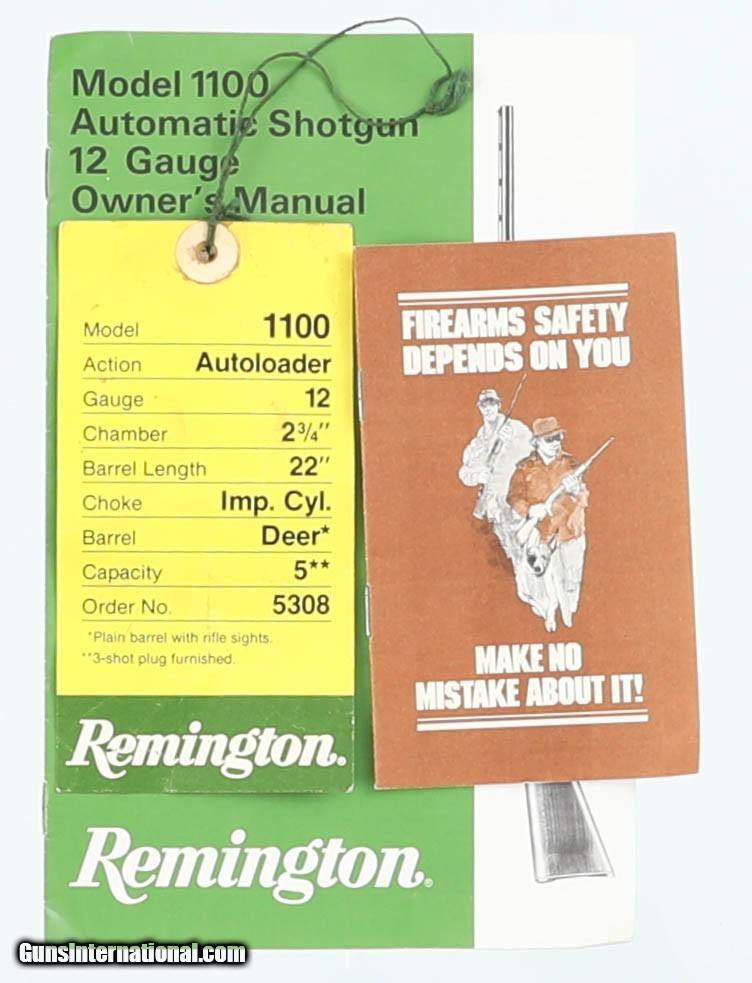 Model 1100
Automatic Shotgun
12 Gauge
Owner's Manual
Model 1100
Action Autoloader
Gauge 12
Chamber 2 3/4"
Barrel Length 22"
Choke Imp. Cyl.
Barrel Deer*
Capacity 5**
Order No. 5308
*Plain barrel with rifle sights.
**3-shot plug furnished.
Remington.
FIREARMS SAFETY
DEPENDS ON YOU
MAKE NO
MISTAKE ABOUT IT!
Remington®
GunsInternational.com